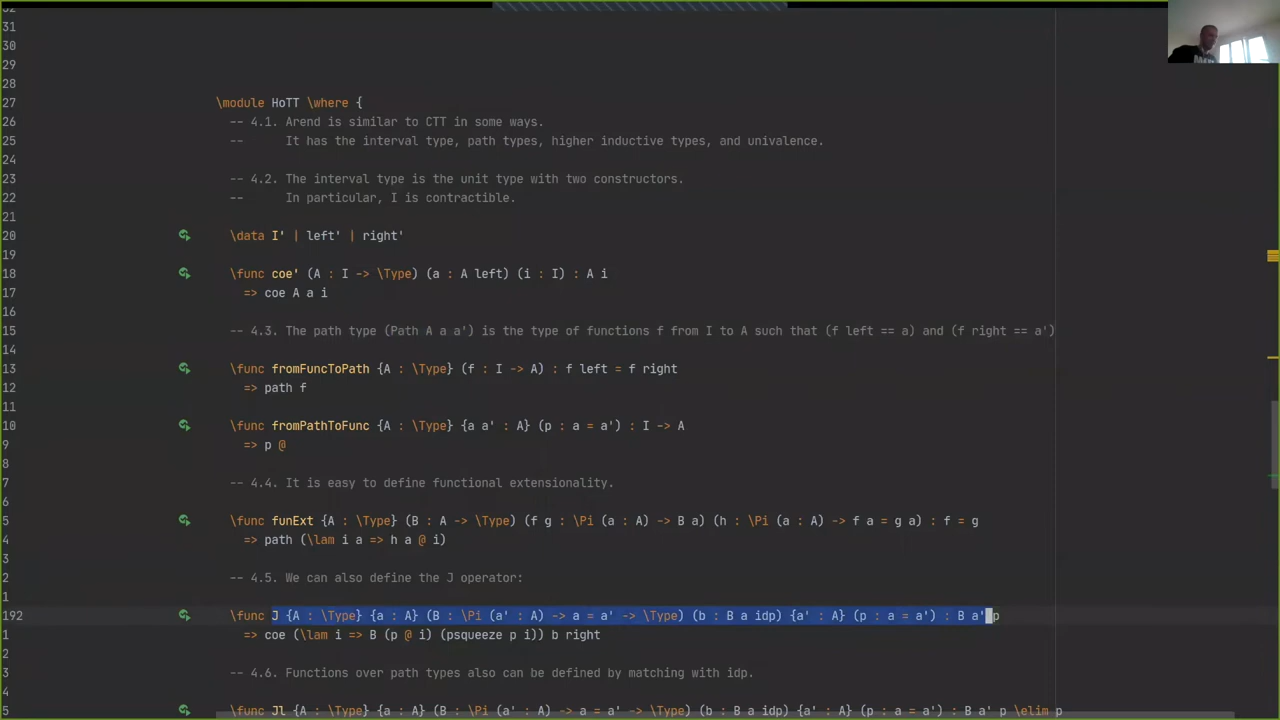 32
31
30
29
28
27 \module HoTT \where {
26 -- 4.1. Arend is similar to CTT in some ways.
25 --      It has the interval type, path types, higher inductive types, and univalence.
24
23 -- 4.2. The interval type is the unit type with two constructors.
22 --      In particular, I is contractible.
21
20 \data I' | left' | right'
19
18 \func coe' (A : I -> \Type) (a : A left) (i : I) : A i
17 => coe A a i
16
15 -- 4.3. The path type (Path A a a') is the type of functions f from I to A such that (f left == a) and (f right == a')
14
13 \func fromFuncToPath {A : \Type} (f : I -> A) : f left = f right
12 => path f
11
10 \func fromPathToFunc {A : \Type} {a a' : A} (p : a = a') : I -> A
9 => p @
8
7 -- 4.4. It is easy to define functional extensionality.
6
5 \func funExt {A : \Type} (B : A -> \Type) (f g : \Pi (a : A) -> B a) (h : \Pi (a : A) -> f a = g a) : f = g
4 => path (\lam i a => h a @ i)
3
2 -- 4.5. We can also define the J operator:
1
192 \func J {A : \Type} {a : A} (B : \Pi (a' : A) -> a = a' -> \Type) (b : B a idp) {a' : A} (p : a = a') : B a' p
1 => coe (\lam i => B (p @ i) (psqueeze p i)) b right
2
3 -- 4.6. Functions over path types also can be defined by matching with idp.
4
5 \func Jl {A : \Type} {a : A} (B : \Pi (a' : A) -> a = a' -> \Type) (b : B a idp) {a' : A} (p : a = a') : B a' p \elim p